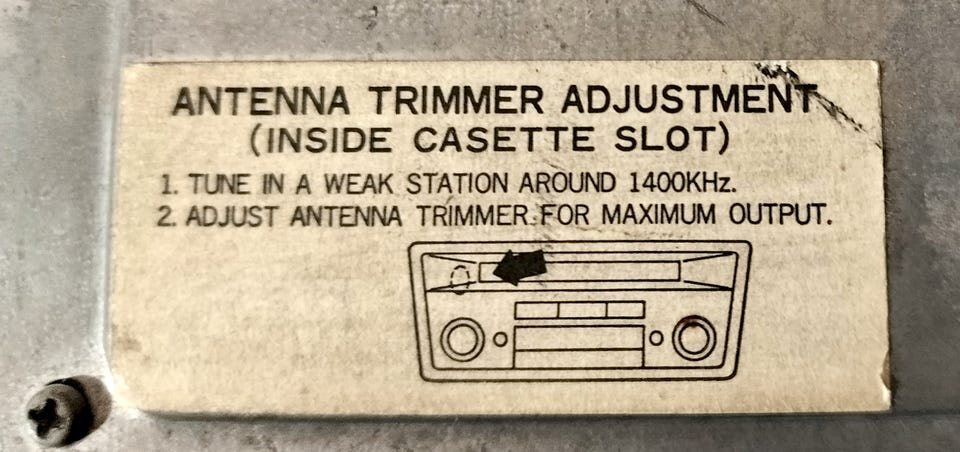 ANTENNA TRIMMER ADJUSTMENT
(INSIDE CASETTE SLOT)
1. TUNE IN A WEAK STATION AROUND 1400KHz.
2. ADJUST ANTENNA TRIMMER FOR MAXIMUM OUTPUT.